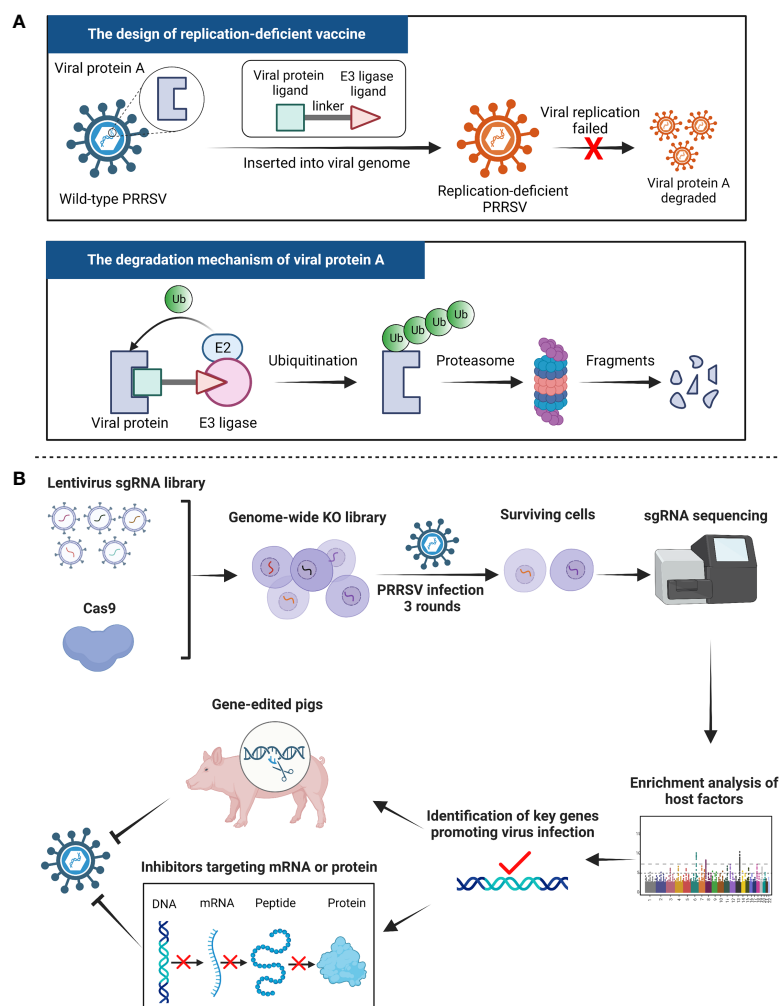 A
The design of replication-deficient vaccine
Viral protein A
Viral protein
ligand
E3 ligase
ligand
linker
Inserted into viral genome
Wild-type PRRSV
Replication-deficient
PRRSV
Viral replication
failed
X
Viral protein A
degraded
The degradation mechanism of viral protein A
Ub
E2
Viral protein
E3 ligase
Ubiquitination
Ub
Ub
Ub
Ub
Proteasome
Fragments
B
Lentivirus sgRNA library
Cas9
Genome-wide KO library
PRRSV infection
3 rounds
Surviving cells
sgRNA sequencing
Enrichment analysis of
host factors
Identification of key genes
promoting virus infection
Gene-edited pigs
Inhibitors targeting mRNA or protein
DNA
mRNA
Peptide
Protein